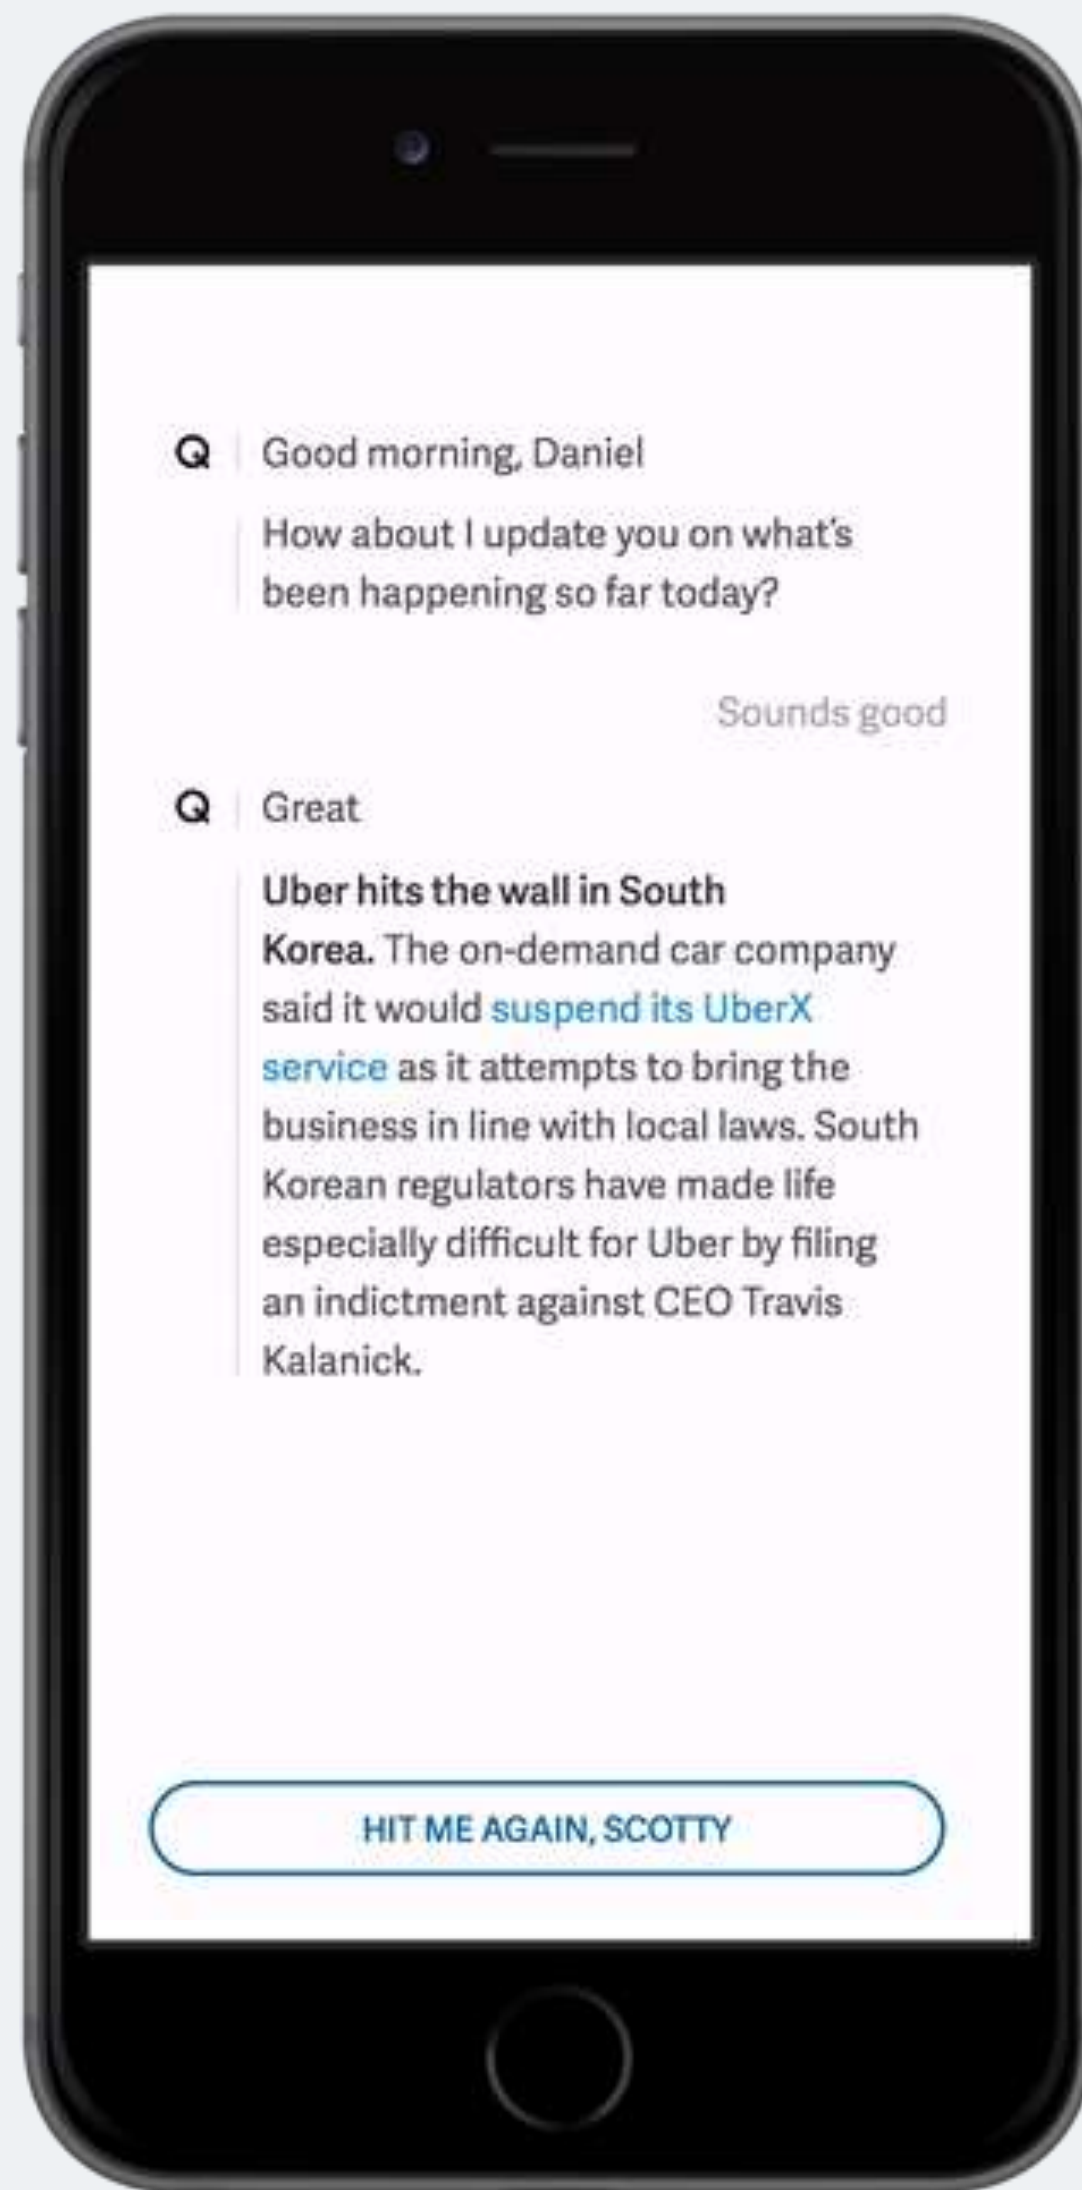 Q Good morning, Daniel
How about I update you on what's
been happening so far today?
Sounds good
Q Great
Uber hits the wall in South
Korea. The on-demand car company
said it would suspend its UberX
service as it attempts to bring the
business in line with local laws. South
Korean regulators have made life
especially difficult for Uber by filing
an indictment against CEO Travis
Kalanick.
HIT ME AGAIN, SCOTTY